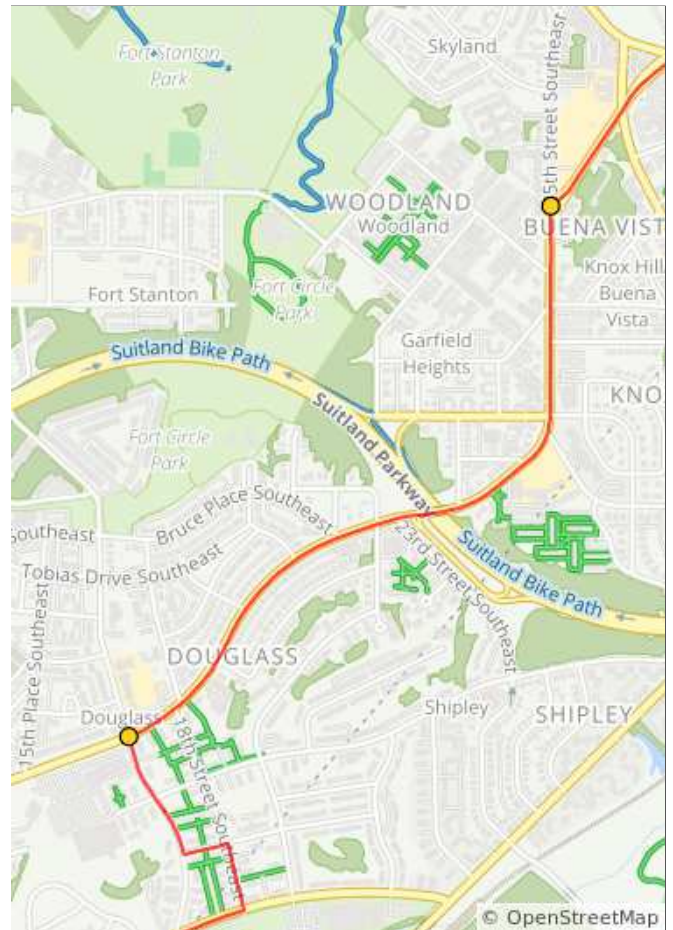 Skyland
Fort Stanton
Park
5th Street Southeast
WOODLAND
Woodland
BUENA VIST
Knox Hill
Buena
Vista
Fort Circle
Park
Fort Stanton
Garfield
Heights
Suitland Bike Path
KNO
Suitland Parkway
Fort Circle
Park
Bruce Place Southeast
Southeast
Tobias Drive Southeast
23rd Street Southeast
Suitland Bike Path
15th Place Southeast
DOUGLASS
Douglass
18th Street Southeast
Shipley
SHIPLEY
© OpenStreetMap